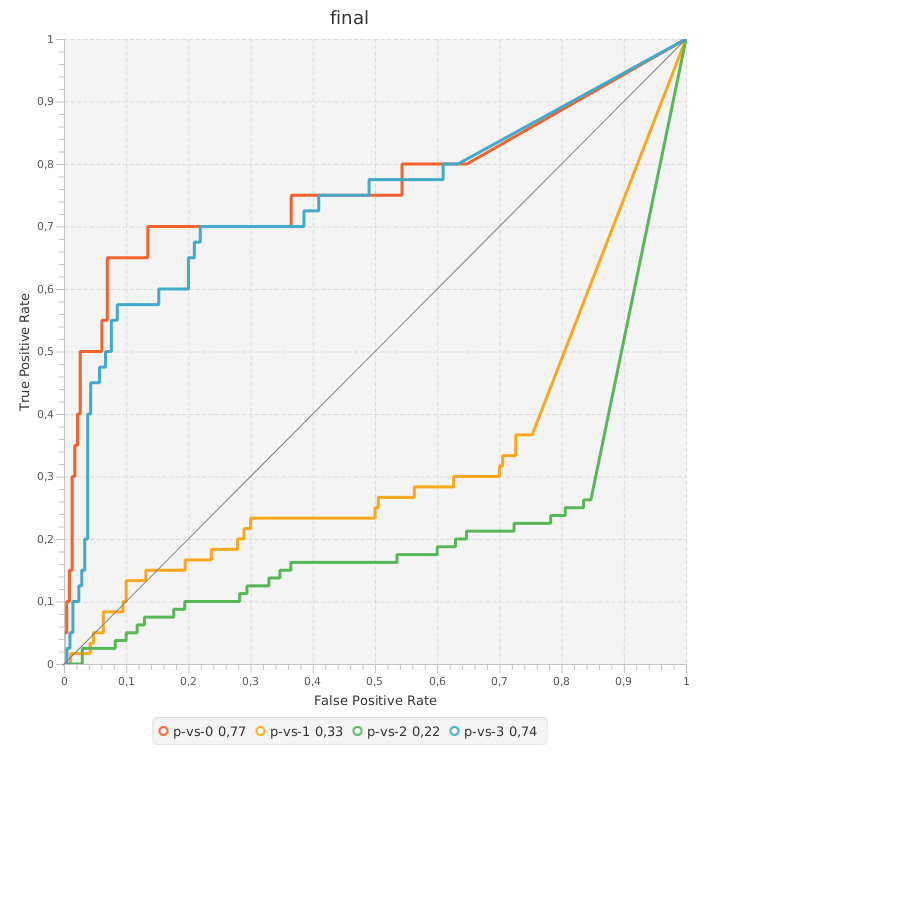 final
1
0,9
0,8
0,7
0,6
0,5
0,4
0,3
0,2
0,1
0
True Positive Rate
0 0,1 0,2 0,3 0,4 0,5 0,6 0,7 0,8 0,9 1
False Positive Rate
p-vs-0 0,77 p-vs-1 0,33 p-vs-2 0,22 p-vs-3 0,74